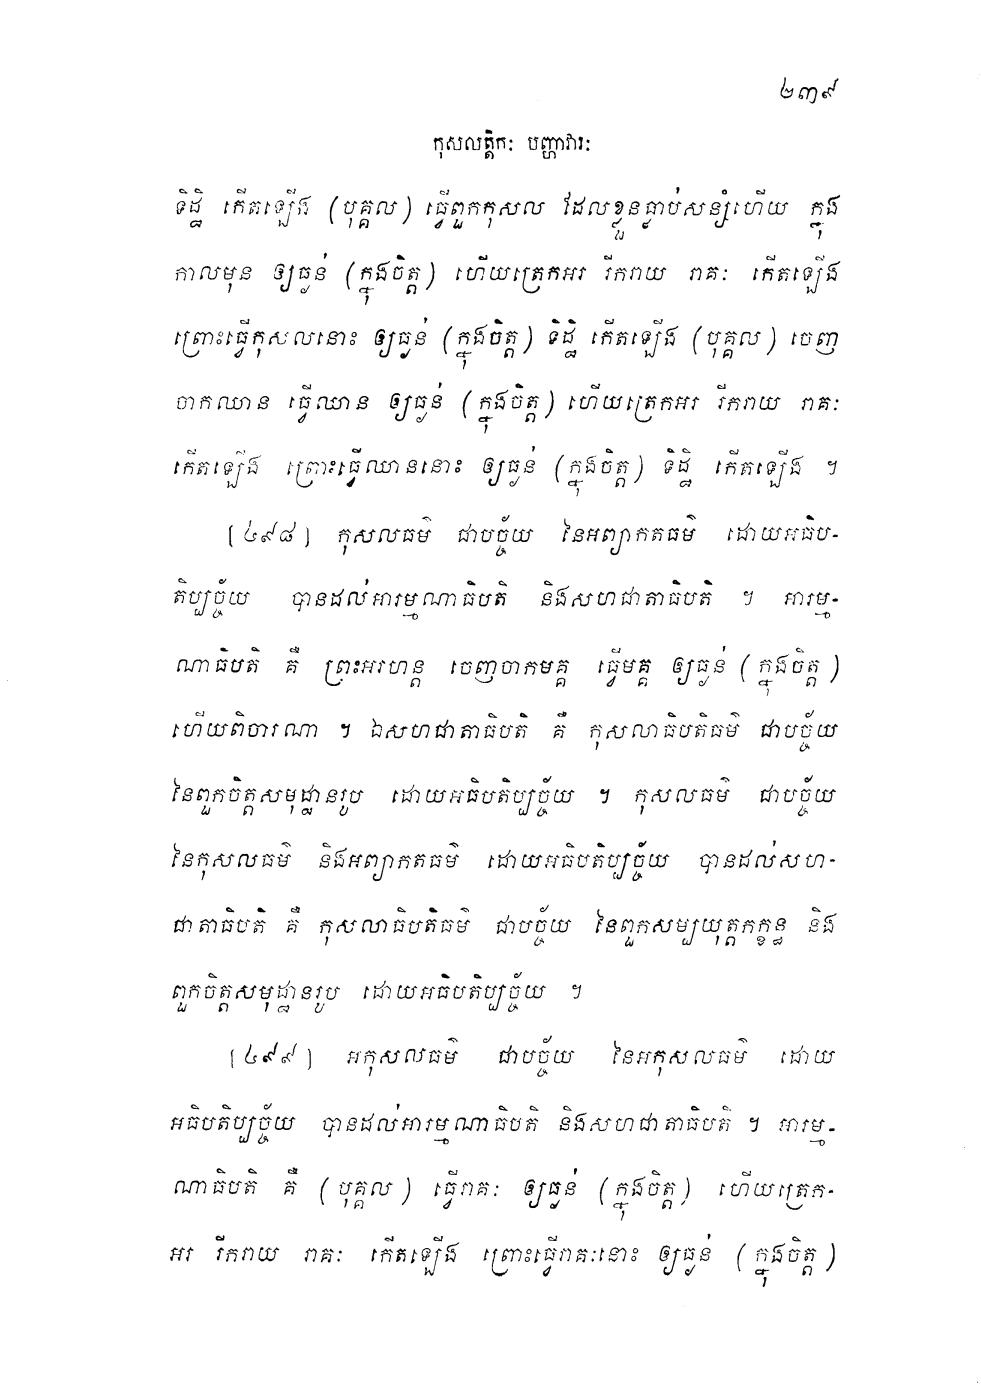 ២៣៩
កុសលត្តិកៈ បញ្ហាវារៈ
ទិដ្ឋិ កើតឡើង (បុគ្គល) ធ្វើពួកកុសល ដែលខ្លួនធ្លាប់សន្សំហើយ ក្នុង
កាលមុន ឲ្យធ្ងន់ (ក្នុងចិត្ត) ហើយត្រេកអរ រីករាយ រាគៈ កើតឡើង
ព្រោះធ្វើកុសលនោះ ឲ្យធ្ងន់ (ក្នុងចិត្ត) ទិដ្ឋិ កើតឡើង (បុគ្គល) ចេញ
ចាកឈាន ធ្វើឈាន ឲ្យធ្ងន់ (ក្នុងចិត្ត) ហើយត្រេកអរ រីករាយ រាគៈ
កើតឡើង ព្រោះធ្វើឈាននោះ ឲ្យធ្ងន់ (ក្នុងចិត្ត) ទិដ្ឋិ កើតឡើង ។
[៤៩៨] កុសលធម៌ ជាបច្ច័យ នៃអព្យាកតធម៌ ដោយអធិប-
តិប្បច្ច័យ បានដល់អារម្មណាធិបតិ និងសហជាតាធិបតិ ។ អារម្ម-
ណាធិបតិ គឺ ព្រះអរហន្ត ចេញចាកមគ្គ ធ្វើមគ្គ ឲ្យធ្ងន់ (ក្នុងចិត្ត)
ហើយពិចារណា ។ ឯសហជាតាធិបតិ គឺ កុសលាធិបតិធម៌ ជាបច្ច័យ
នៃពួកចិត្តសមុដ្ឋានរូប ដោយអធិបតិប្បច្ច័យ ។ កុសលធម៌ ជាបច្ច័យ
នៃកុសលធម៌ និងអព្យាកតធម៌ ដោយអធិបតិប្បច្ច័យ បានដល់សហ-
ជាតាធិបតិ គឺ កុសលាធិបតិធម៌ ជាបច្ច័យ នៃពួកសម្បយុត្តកក្ខន្ធ និង
ពួកចិត្តសមុដ្ឋានរូប ដោយអធិបតិប្បច្ច័យ ។
[៤៩៩] អកុសលធម៌ ជាបច្ច័យ នៃអកុសលធម៌ ដោយ
អធិបតិប្បច្ច័យ បានដល់អារម្មណាធិបតិ និងសហជាតាធិបតិ ។ អារម្ម-
ណាធិបតិ គឺ (បុគ្គល) ធ្វើរាគៈ ឲ្យធ្ងន់ (ក្នុងចិត្ត) ហើយត្រេក-
អរ រីករាយ រាគៈ កើតឡើង ព្រោះធ្វើរាគៈនោះ ឲ្យធ្ងន់ (ក្នុងចិត្ត)